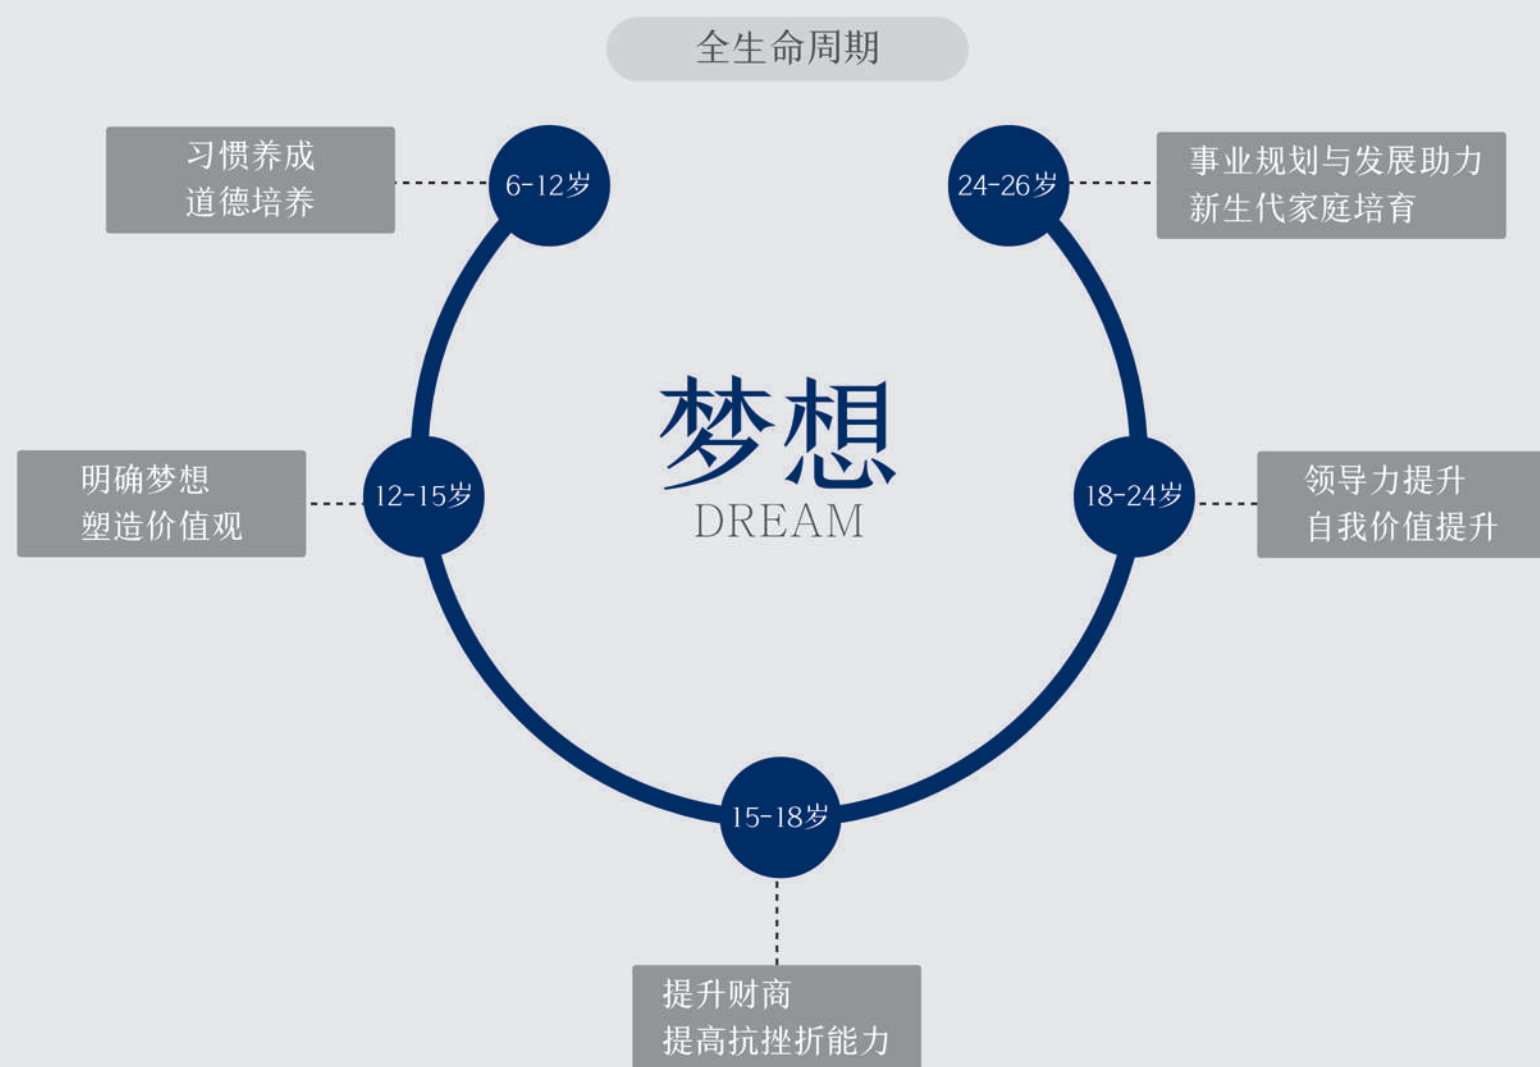 全生命周期
习惯养成
道德培养
6-12岁
24-26岁
事业规划与发展助力
新生代家庭培育
梦想
DREAM
明确梦想
塑造价值观
12-15岁
18-24岁
领导力提升
自我价值提升
15-18岁
提升财商
提高抗挫折能力